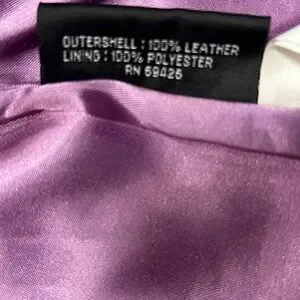 OUTERSHELL : 100% LEATHER
LINING : 100% POLYESTER
RN 69426